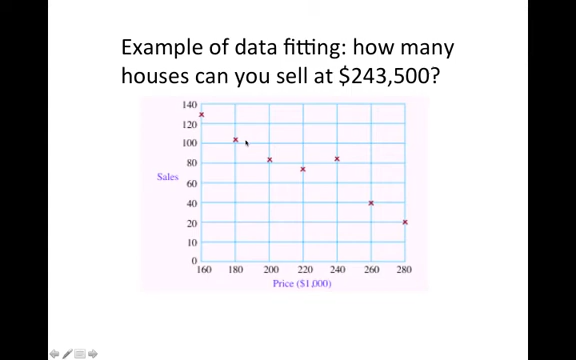 Example of data fitting: how many
houses can you sell at $243,500?
140
120
100
80
Sales
60
40
20
10
0
160 180 200 220 240 260 280
Price ($1,000)